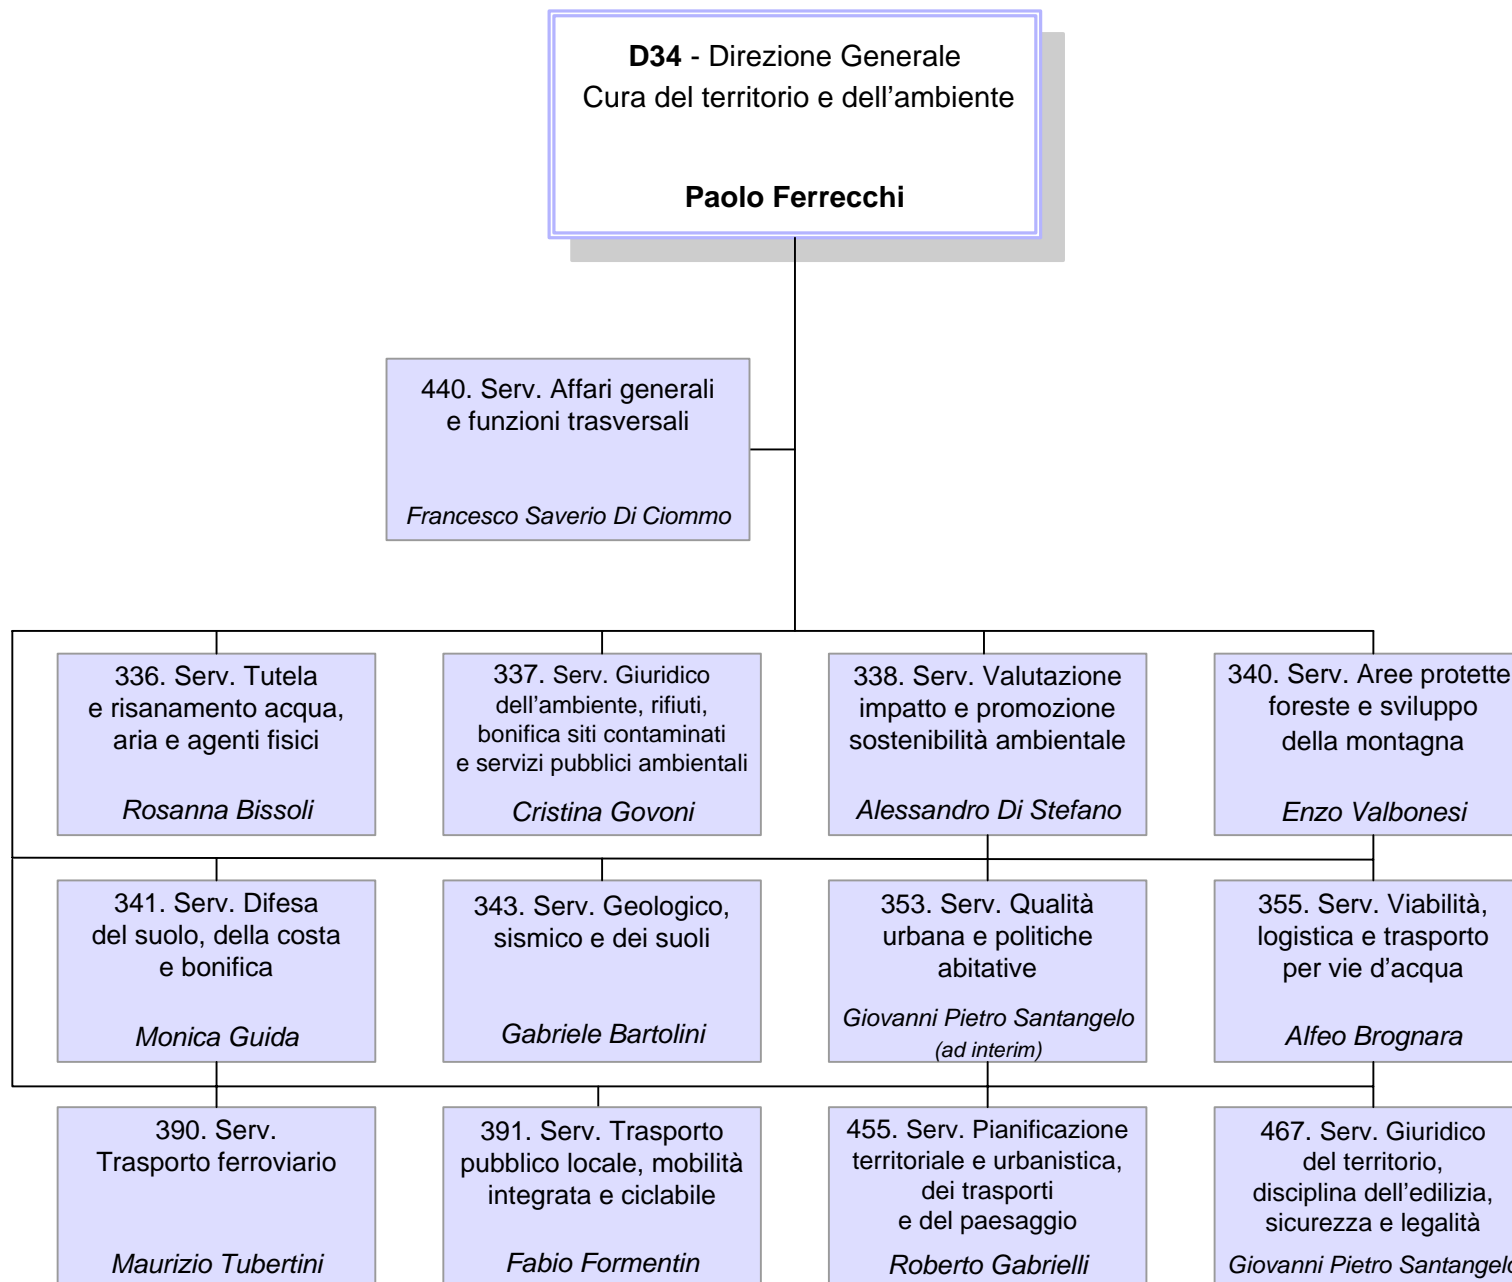 D34 - Direzione Generale
Cura del territorio e dell’ambiente
Paolo Ferrecchi
440. Serv. Affari generali
e funzioni trasversali
Francesco Saverio Di Ciommo
336. Serv. Tutela
e risanamento acqua,
aria e agenti fisici
Rosanna Bissoli
337. Serv. Giuridico
dell’ambiente, rifiuti,
bonifica siti contaminati
e servizi pubblici ambientali
Cristina Govoni
338. Serv. Valutazione
impatto e promozione
sostenibilità ambientale
Alessandro Di Stefano
340. Serv. Aree protette
foreste e sviluppo
della montagna
Enzo Valbonesi
341. Serv. Difesa
del suolo, della costa
e bonifica
Monica Guida
343. Serv. Geologico,
sismico e dei suoli
Gabriele Bartolini
353. Serv. Qualità
urbana e politiche
abitative
Giovanni Pietro Santangelo
(ad interim)
355. Serv. Viabilità,
logistica e trasporto
per vie d’acqua
Alfeo Brognara
390. Serv.
Trasporto ferroviario
Maurizio Tubertini
391. Serv. Trasporto
pubblico locale, mobilità
integrata e ciclabile
Fabio Formentin
455. Serv. Pianificazione
territoriale e urbanistica,
dei trasporti
e del paesaggio
Roberto Gabrielli
467. Serv. Giuridico
del territorio,
disciplina dell’edilizia,
sicurezza e legalità
Giovanni Pietro Santangelo